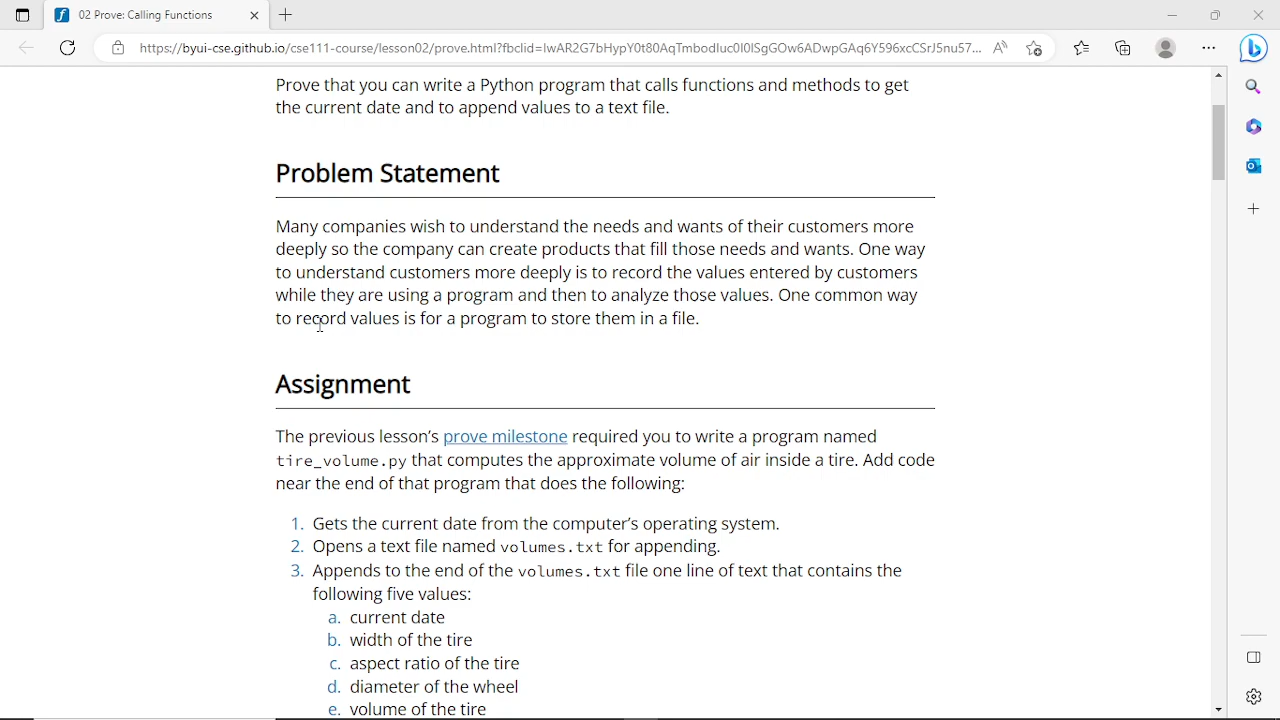 02 Prove: Calling Functions
https://byui-cse.github.io/cse111-course/lesson02/prove.html?fbclid=IwAR2G7bHypY0t80AqTmbodIuc0I0ISgGOw6ADwpGAq6Y596xcCSrJ5nu57...
Prove that you can write a Python program that calls functions and methods to get
the current date and to append values to a text file.
Problem Statement
Many companies wish to understand the needs and wants of their customers more
deeply so the company can create products that fill those needs and wants. One way
to understand customers more deeply is to record the values entered by customers
while they are using a program and then to analyze those values. One common way
to record values is for a program to store them in a file.
Assignment
The previous lesson's prove milestone required you to write a program named
tire_volume.py that computes the approximate volume of air inside a tire. Add code
near the end of that program that does the following:
1. Gets the current date from the computer's operating system.
2. Opens a text file named volumes.txt for appending.
3. Appends to the end of the volumes.txt file one line of text that contains the
following five values:
a. current date
b. width of the tire
c. aspect ratio of the tire
d. diameter of the wheel
e. volume of the tire